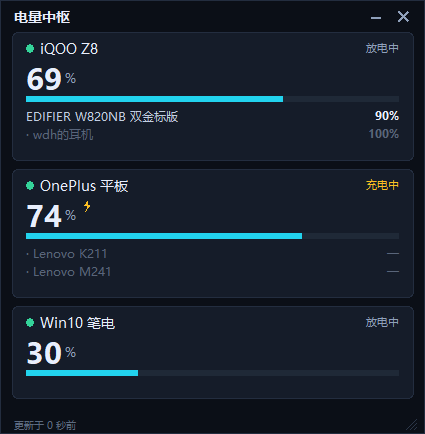 电量中枢
iQOO Z8 放电中
69 %
EDIFIER W820NB 双金标版 90%
· wdh的耳机 100%
OnePlus 平板 充电中
74 %
· Lenovo K211 —
· Lenovo M241 —
Win10 笔电 放电中
30 %
更新于 0 秒前